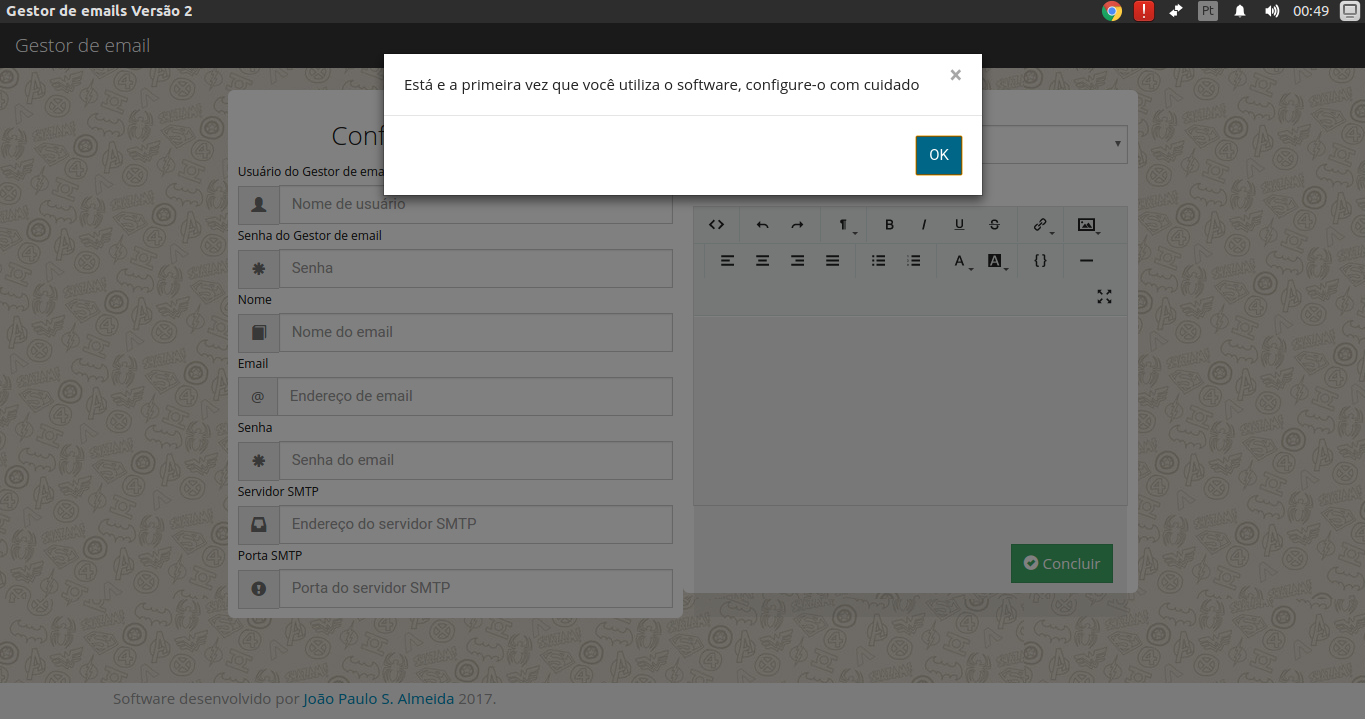 Gestor de emails Versão 2
Pt
00:49
Gestor de email
Está e a primeira vez que você utiliza o software, configure-o com cuidado
×
OK
Conf
Usuário do Gestor de ema
Nome de usuário
Senha do Gestor de email
Senha
Nome
Nome do email
Email
@ Endereço de email
Senha
Senha do email
Servidor SMTP
Endereço do servidor SMTP
Porta SMTP
Porta do servidor SMTP
B I U S
A A {}
Concluir
Software desenvolvido por João Paulo S. Almeida 2017.